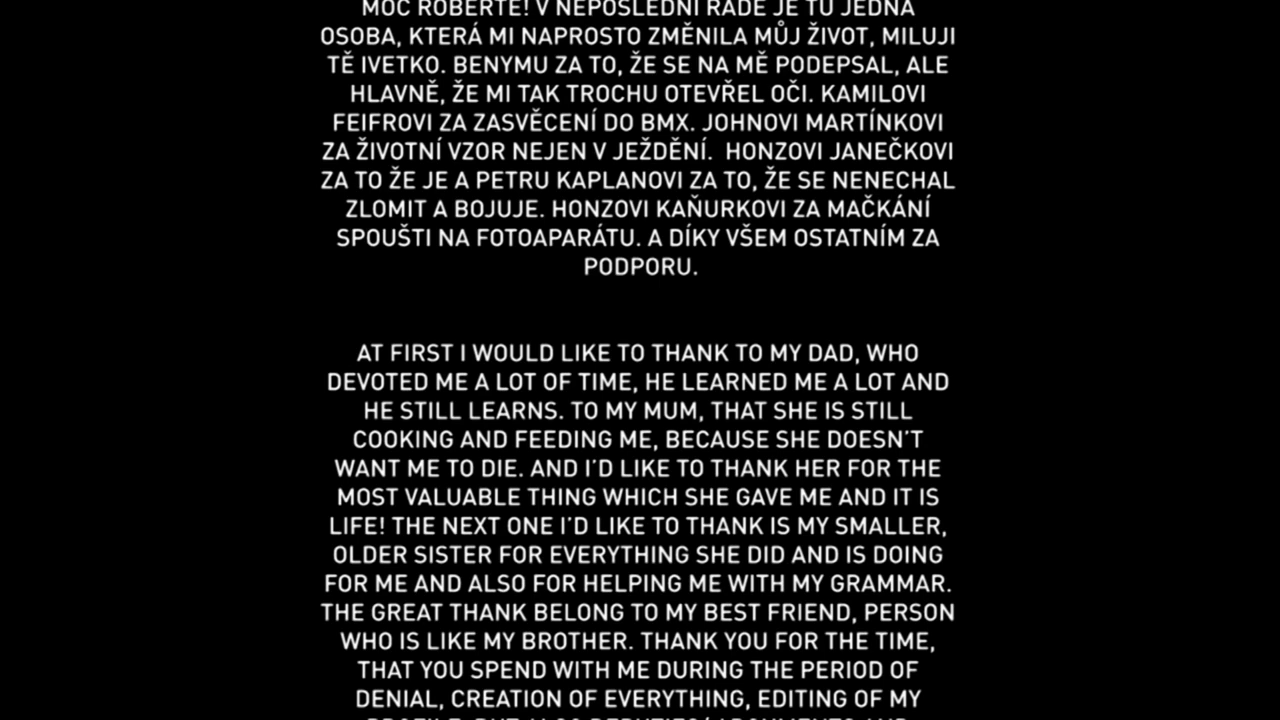 MOC ROBERTE! V NEPOSLEDNÍ ŘADĚ JE TU JEDNA
OSOBA, KTERÁ MI NAPROSTO ZMĚNILA MŮJ ŽIVOT, MILUJI
TĚ IVETKO. BENYMU ZA TO, ŽE SE NA MĚ PODEPSAL, ALE
HLAVNĚ, ŽE MI TAK TROCHU OTEVŘEL OČI. KAMILOVI
FEIFROVI ZA ZASVĚCENÍ DO BMX. JOHNOVI MARTÍNKOVI
ZA ŽIVOTNÍ VZOR NEJEN V JEŽDĚNÍ. HONZOVI JANEČKOVI
ZA TO ŽE JE A PETRU KAPLANOVI ZA TO, ŽE SE NENECHAL
ZLOMIT A BOJUJE. HONZOVI KAŇURKOVI ZA MAČKÁNÍ
SPOUŠTI NA FOTOAPARÁTU. A DÍKY VŠEM OSTATNÍM ZA
PODPORU.
AT FIRST I WOULD LIKE TO THANK TO MY DAD, WHO
DEVOTED ME A LOT OF TIME, HE LEARNED ME A LOT AND
HE STILL LEARNS. TO MY MUM, THAT SHE IS STILL
COOKING AND FEEDING ME, BECAUSE SHE DOESN'T
WANT ME TO DIE. AND I'D LIKE TO THANK HER FOR THE
MOST VALUABLE THING WHICH SHE GAVE ME AND IT IS
LIFE! THE NEXT ONE I'D LIKE TO THANK IS MY SMALLER,
OLDER SISTER FOR EVERYTHING SHE DID AND IS DOING
FOR ME AND ALSO FOR HELPING ME WITH MY GRAMMAR.
THE GREAT THANK BELONG TO MY BEST FRIEND, PERSON
WHO IS LIKE MY BROTHER. THANK YOU FOR THE TIME,
THAT YOU SPEND WITH ME DURING THE PERIOD OF
DENIAL, CREATION OF EVERYTHING, EDITING OF MY